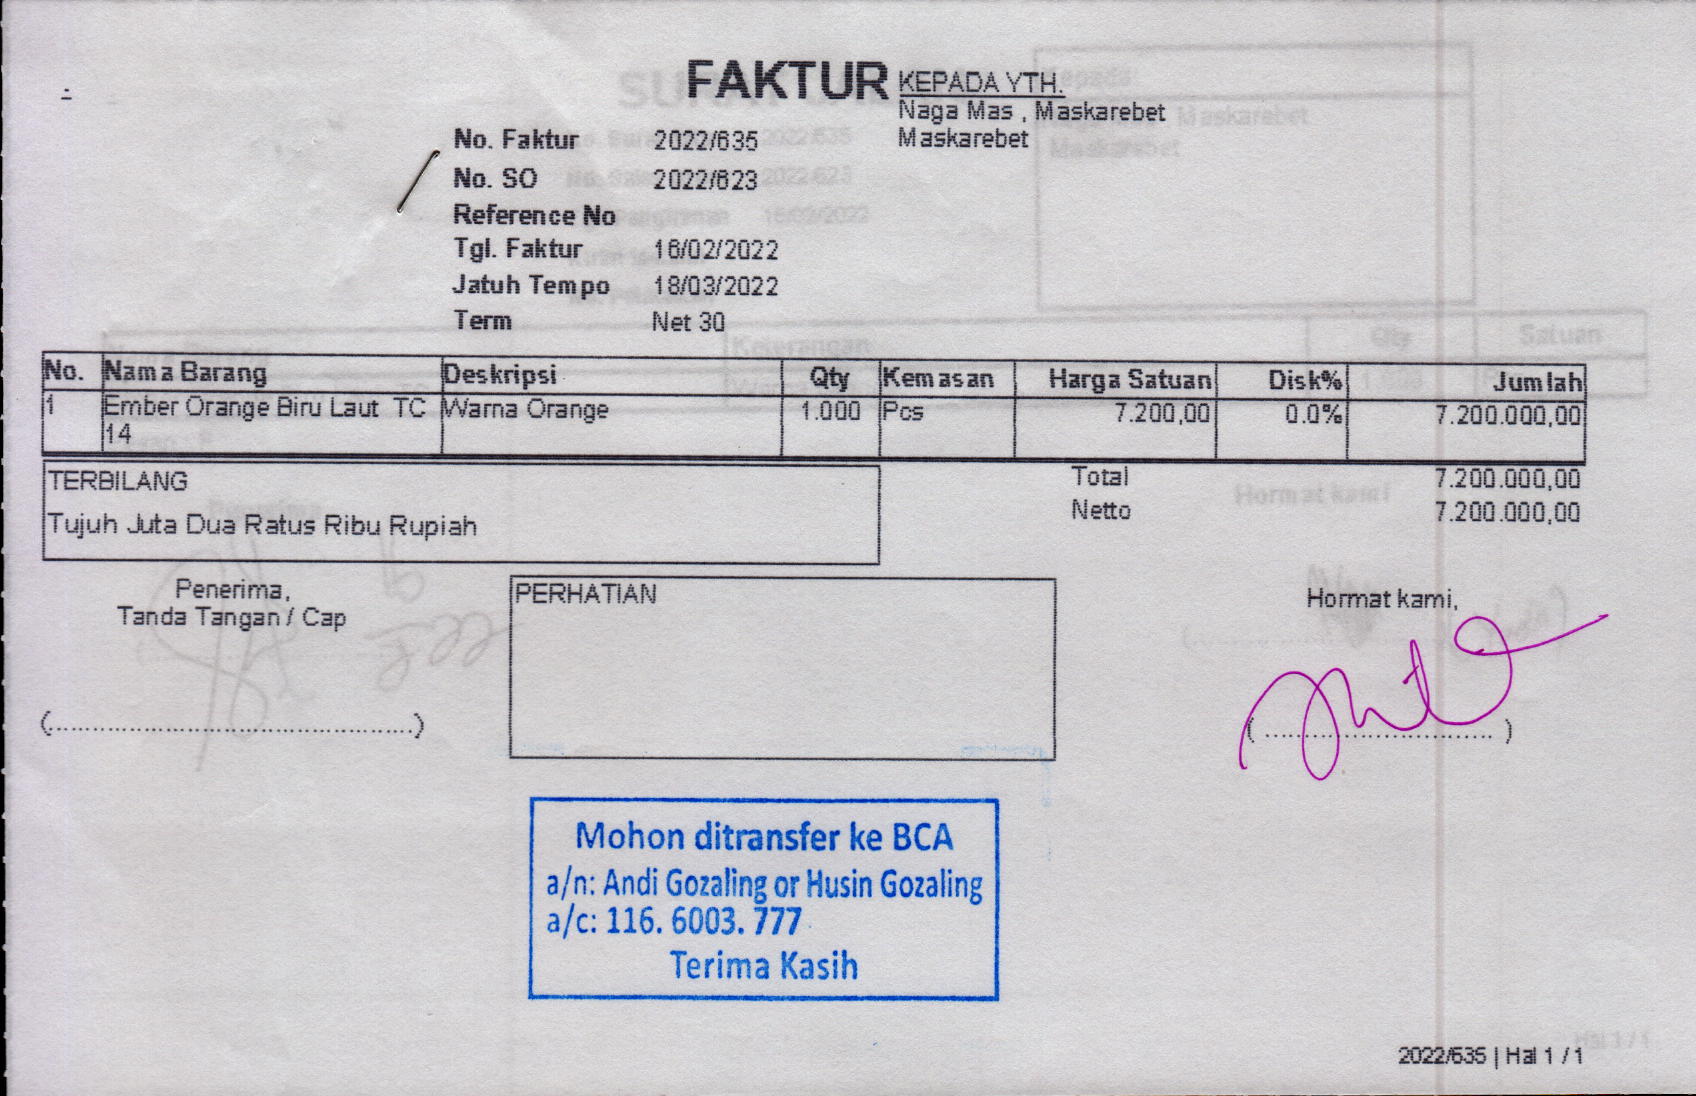 FAKTUR
KEPADA YTH.
Naga Mas , Maskarebet
Maskarebet
No. Faktur 2022/635
No. SO 2022/623
Reference No
Tgl. Faktur 16/02/2022
Jatuh Tempo 18/03/2022
Term Net 30
No. Nama Barang Deskripsi Qty Kemasan Harga Satuan Disk% Jumlah
1 Ember Orange Biru Laut TC Warna Orange 1.000 Pcs 7.200,00 0.0% 7.200.000,00
14
TERBILANG
Tujuh Juta Dua Ratus Ribu Rupiah
Total 7.200.000,00
Netto 7.200.000,00
Penerima,
Tanda Tangan / Cap
(..................................................)
PERHATIAN
Hormat kami,
(...............................)
Mohon ditransfer ke BCA
a/n: Andi Gozaling or Husin Gozaling
a/c: 116. 6003. 777
Terima Kasih
2022/635 | Hal 1 / 1